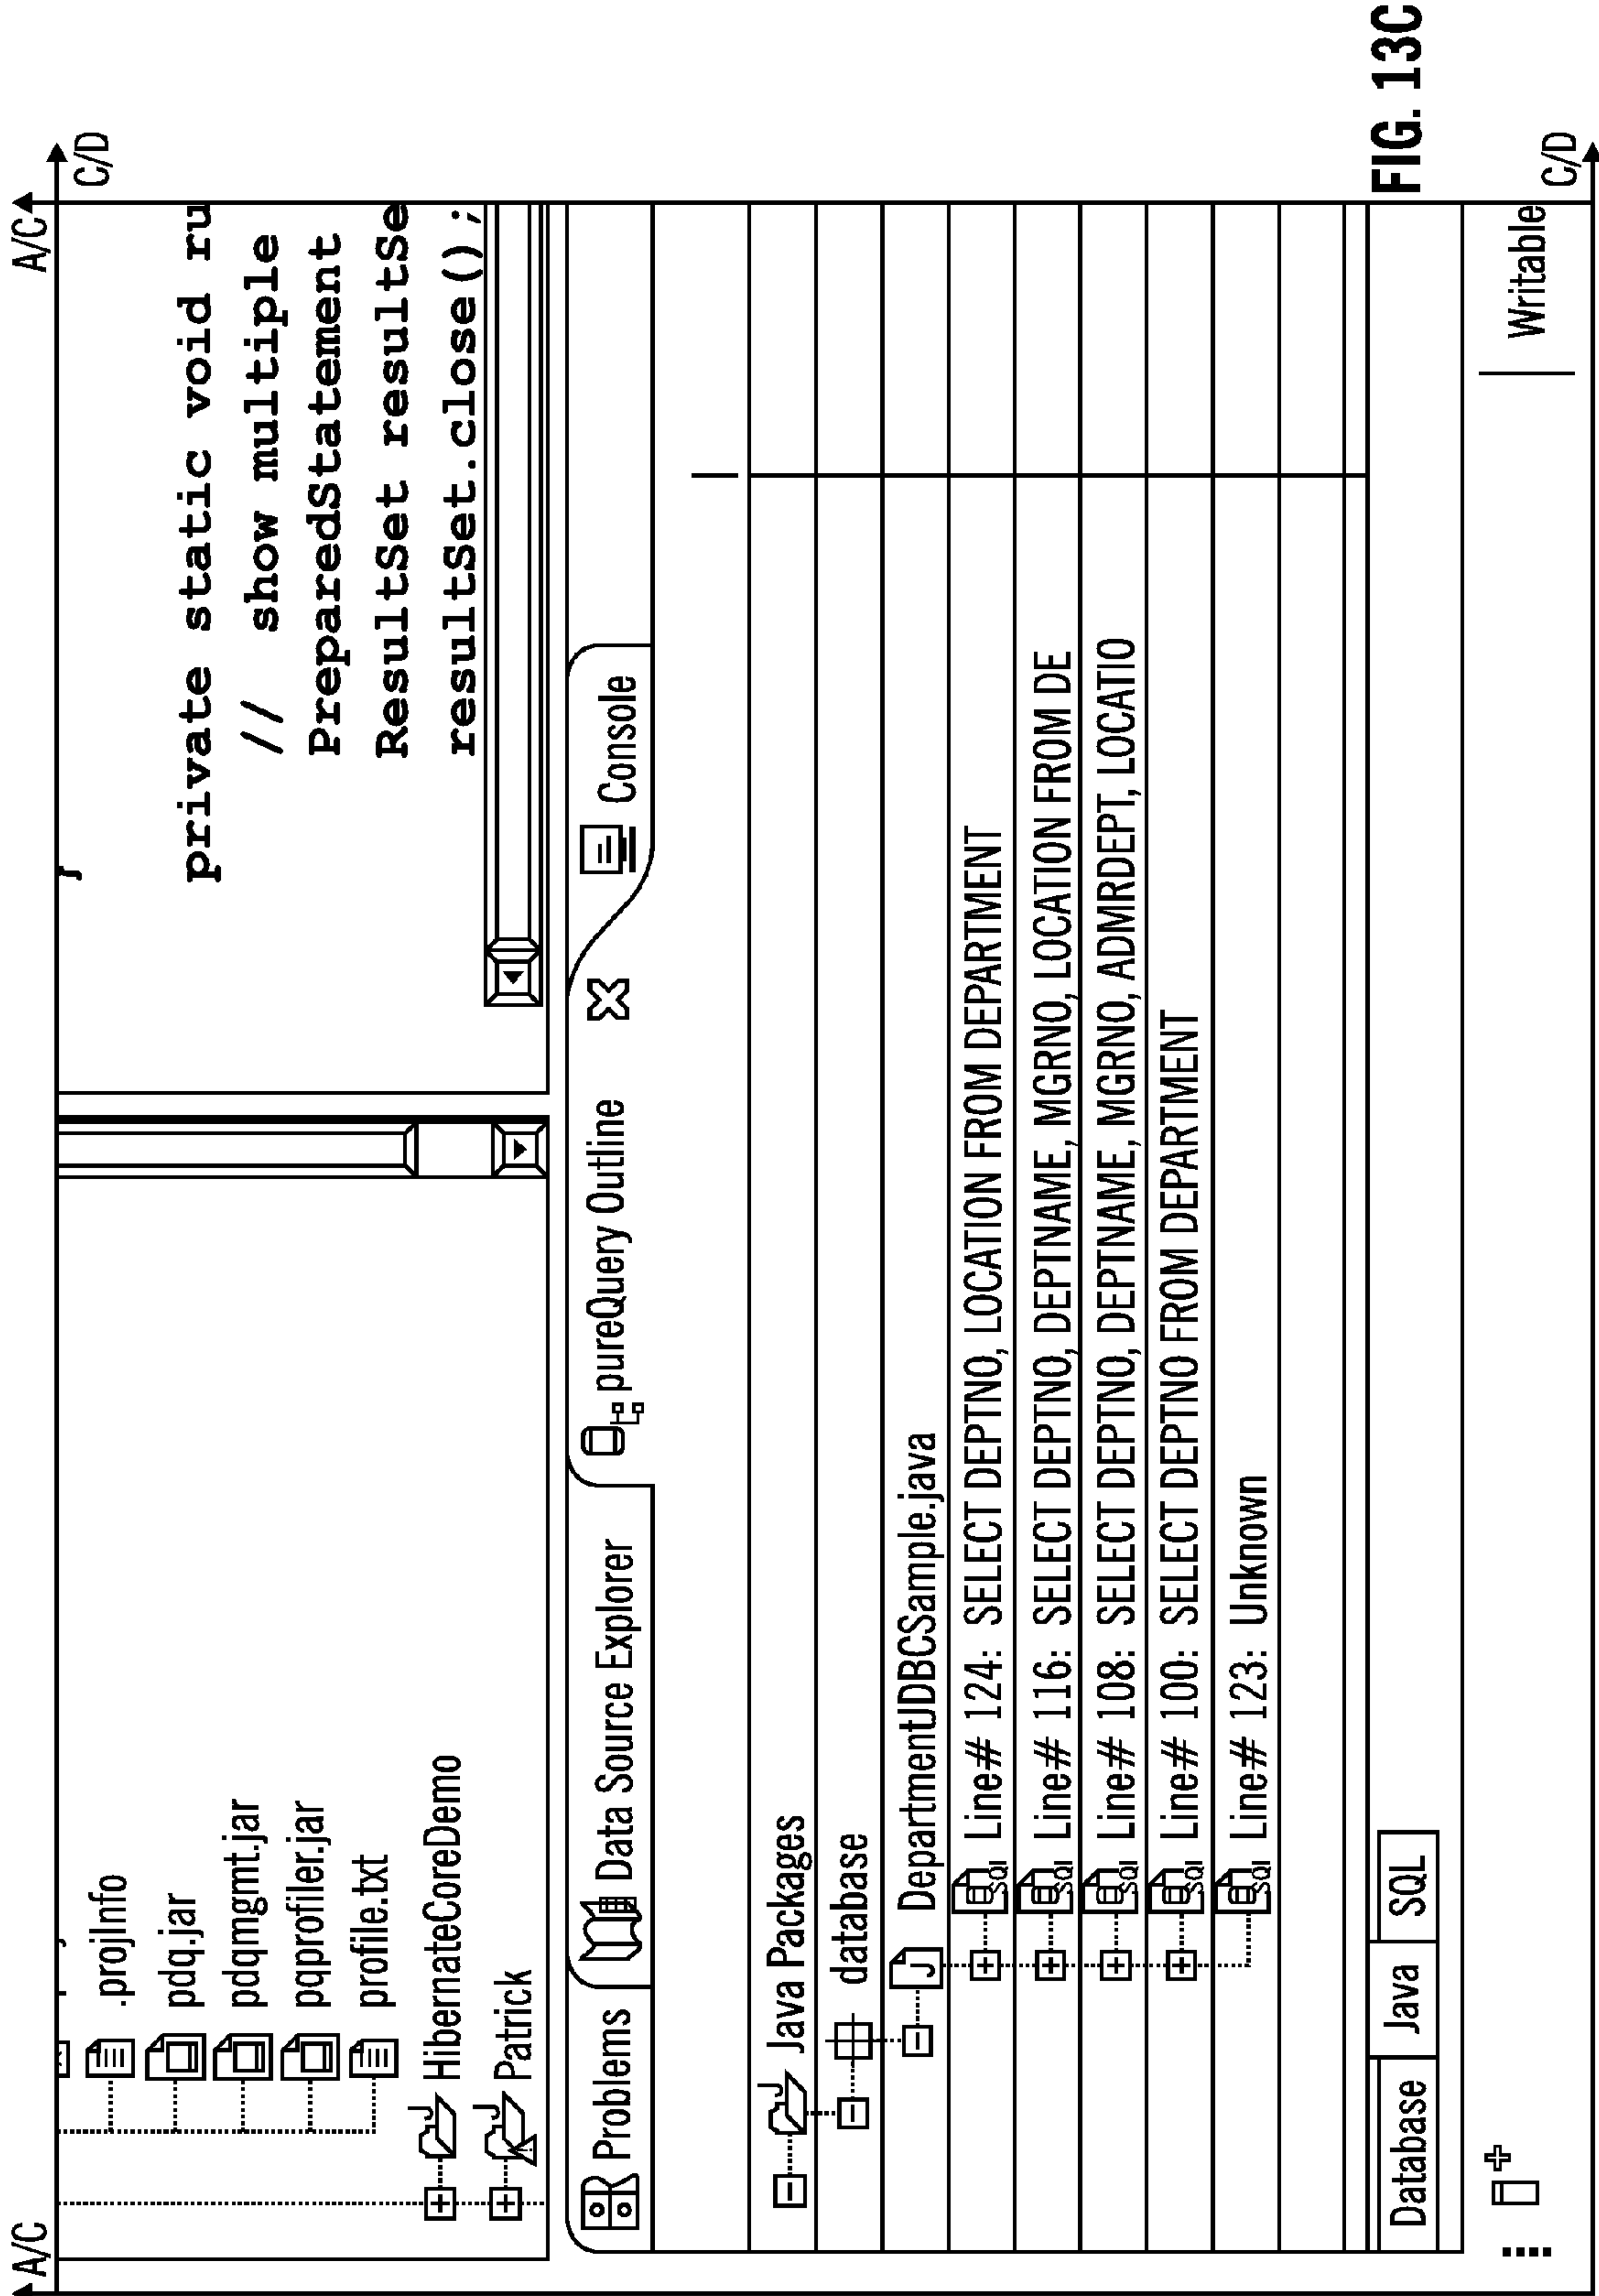 A/C
A/C
C/D
.projInfo
pdq.jar
pdqmgmt.jar
pqprofiler.jar
profile.txt
HibernateCoreDemo
Patrick
}
private static void ru
// show multiple
PreparedStatement
ResultSet resultSe
resultSet.close();
Problems Data Source Explorer pureQuery Outline Console
Java Packages
database
DepartmentJDBCSample.java
Line# 124: SELECT DEPTNO, LOCATION FROM DEPARTMENT
Line# 116: SELECT DEPTNO, DEPTNAME, MGRNO, LOCATION FROM DE
Line# 108: SELECT DEPTNO, DEPTNAME, MGRNO, ADMRDEPT, LOCATIO
Line# 100: SELECT DEPTNO FROM DEPARTMENT
Line# 123: Unknown
Database Java SQL
Writable
C/D
FIG. 13C